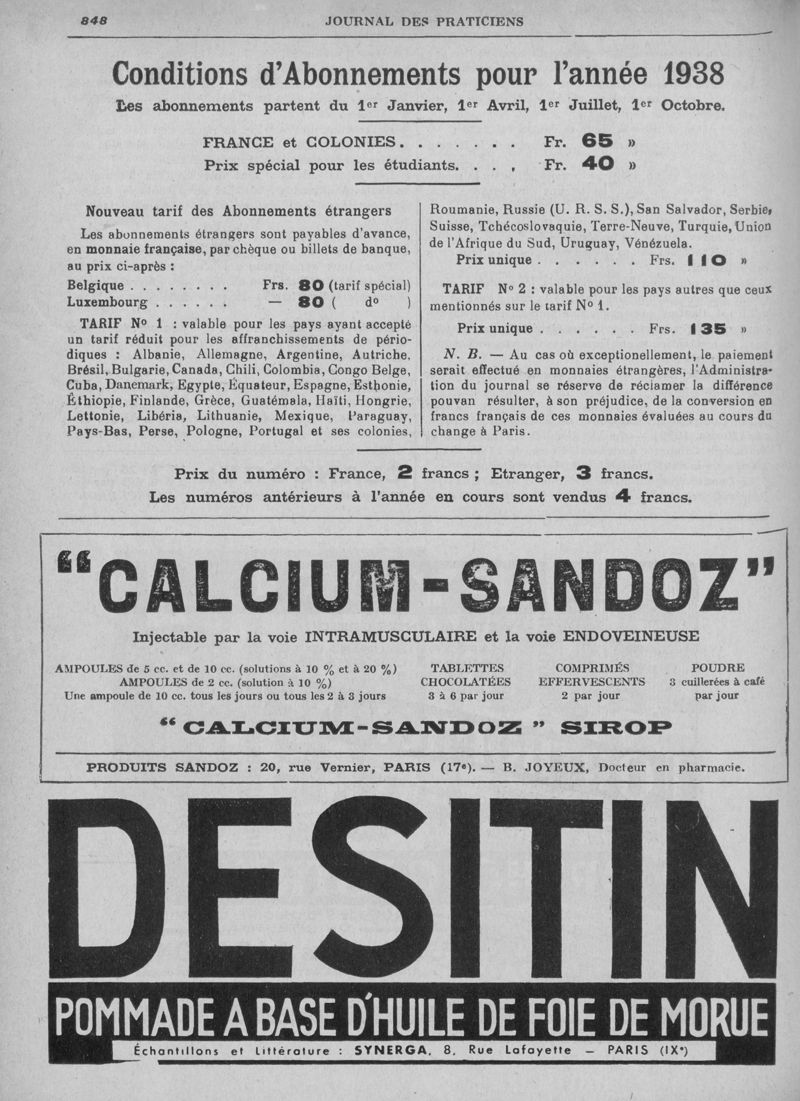 848
JOURNAL DES PRATICIENS
Conditions d'Abonnements pour l'année 1938
Les abonnements partent du 1er Janvier, 1er Avril, 1er Juillet, 1er Octobre.
FRANCE et COLONIES. . . . . . . Fr. 65 »
Prix spécial pour les étudiants. . . , Fr. 40 »
Nouveau tarif des Abonnements étrangers
Les abonnements étrangers sont payables d'avance,
en monnaie française, par chèque ou billets de banque,
au prix ci-après :
Belgique . . . . . . . . Frs. 80 (tarif spécial)
Luxembourg . . . . . . — 80 ( do )
TARIF No 1 : valable pour les pays ayant accepté
un tarif réduit pour les affranchissements de pério-
diques : Albanie, Allemagne, Argentine, Autriche,
Brésil, Bulgarie, Canada, Chili, Colombia, Congo Belge,
Cuba, Danemark, Egypte, Équateur, Espagne, Esthonie,
Éthiopie, Finlande, Grèce, Guatémala, Haïti, Hongrie,
Lettonie, Libéria, Lithuanie, Mexique, Paraguay,
Pays-Bas, Perse, Pologne, Portugal et ses colonies,
Roumanie, Russie (U. R. S. S.), San Salvador, Serbie,
Suisse, Tchécoslovaquie, Terre-Neuve, Turquie, Union
de l'Afrique du Sud, Uruguay, Vénézuela.
Prix unique . . . . . . Frs. 110 »
TARIF No 2 : valable pour les pays autres que ceux
mentionnés sur le tarif No 1.
Prix unique . . . . . . Frs. 135 »
N. B. — Au cas où exceptionellement, le paiement
serait effectué en monnaies étrangères, l'Administra-
tion du journal se réserve de réclamer la différence
pouvan résulter, à son préjudice, de la conversion en
francs français de ces monnaies évaluées au cours du
change à Paris.
Prix du numéro : France, 2 francs ; Etranger, 3 francs.
Les numéros antérieurs à l'année en cours sont vendus 4 francs.
"CALCIUM-SANDOZ"
Injectable par la voie INTRAMUSCULAIRE et la voie ENDOVEINEUSE
AMPOULES de 5 cc. et de 10 cc. (solutions à 10 % et à 20 %)
AMPOULES de 2 cc. (solution à 10 %)
Une ampoule de 10 cc. tous les jours ou tous les 2 à 3 jours
TABLETTES
CHOCOLATÉES
3 à 6 par jour
COMPRIMÉS
EFFERVESCENTS
2 par jour
POUDRE
3 cuillerées à café
par jour
"CALCIUM-SANDOZ" SIROP
PRODUITS SANDOZ : 20, rue Vernier, PARIS (17e). — B. JOYEUX, Docteur en pharmacie.
DESITIN
POMMADE A BASE D'HUILE DE FOIE DE MORUE
Échantillons et Littérature : SYNERGA, 8, Rue Lafayette — PARIS (IXe)